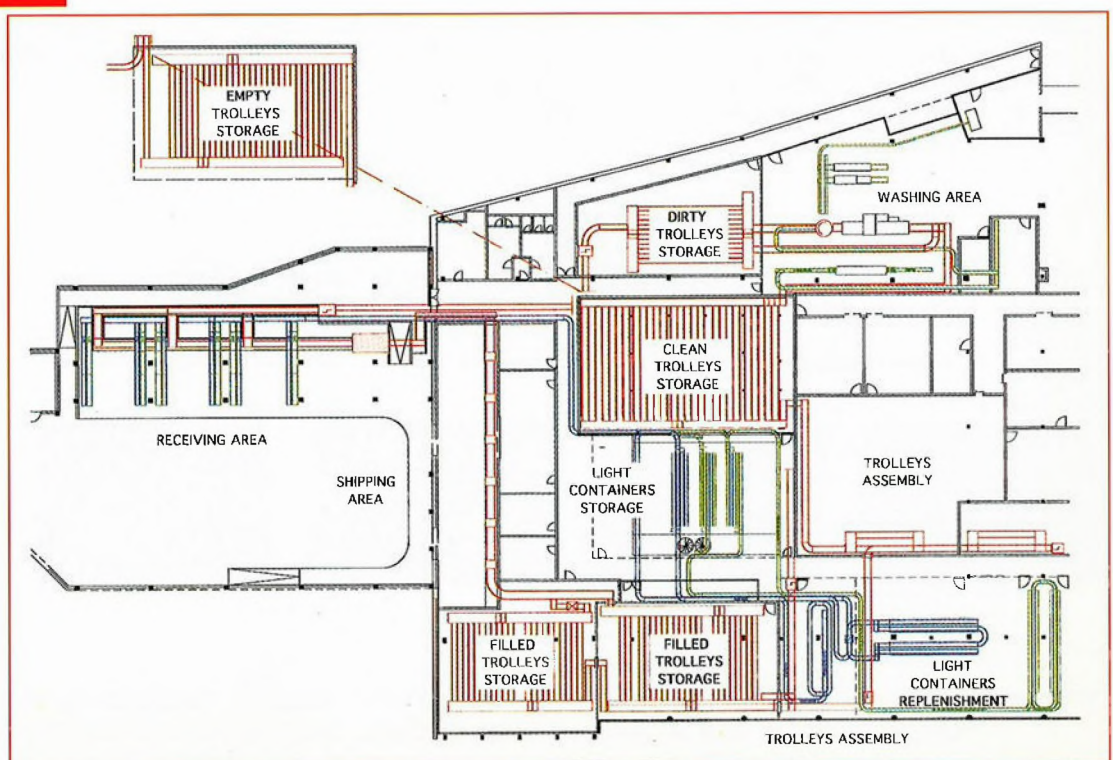 EMPTY
TROLLEYS
STORAGE
WASHING AREA
DIRTY
TROLLEYS
STORAGE
CLEAN
TROLLEYS
STORAGE
RECEIVING AREA
SHIPPING
AREA
LIGHT
CONTAINERS
STORAGE
TROLLEYS
ASSEMBLY
FILLED
TROLLEYS
STORAGE
FILLED
TROLLEYS
STORAGE
LIGHT
CONTAINERS
REPLENISHMENT
TROLLEYS ASSEMBLY